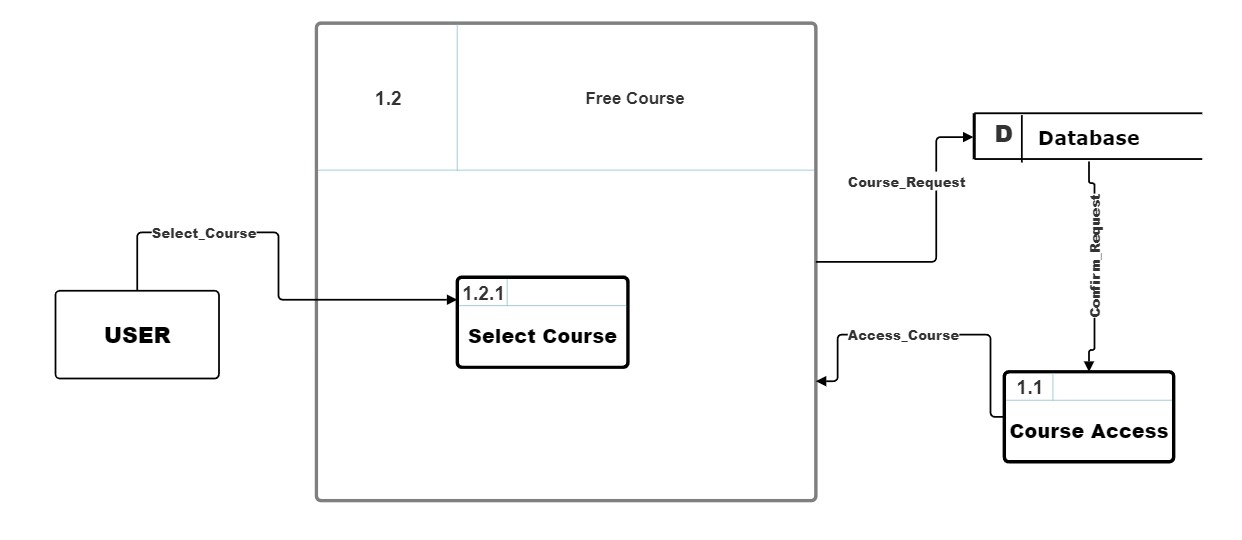 1.2
Free Course
D
Database
Course_Request
Select_Course
Confirm_Request
1.2.1
Select Course
USER
Access_Course
1.1
Course Access